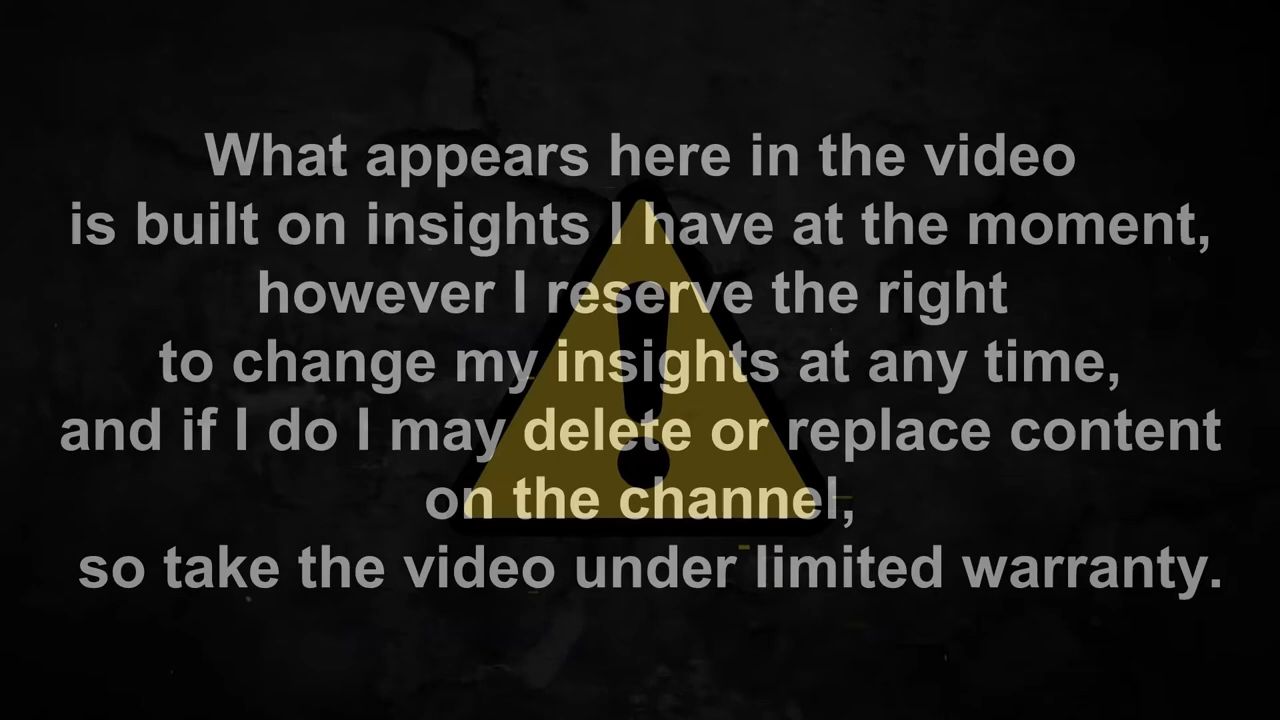 What appears here in the video
is built on insights I have at the moment,
however I reserve the right
to change my insights at any time,
and if I do I may delete or replace content
on the channel,
so take the video under limited warranty.